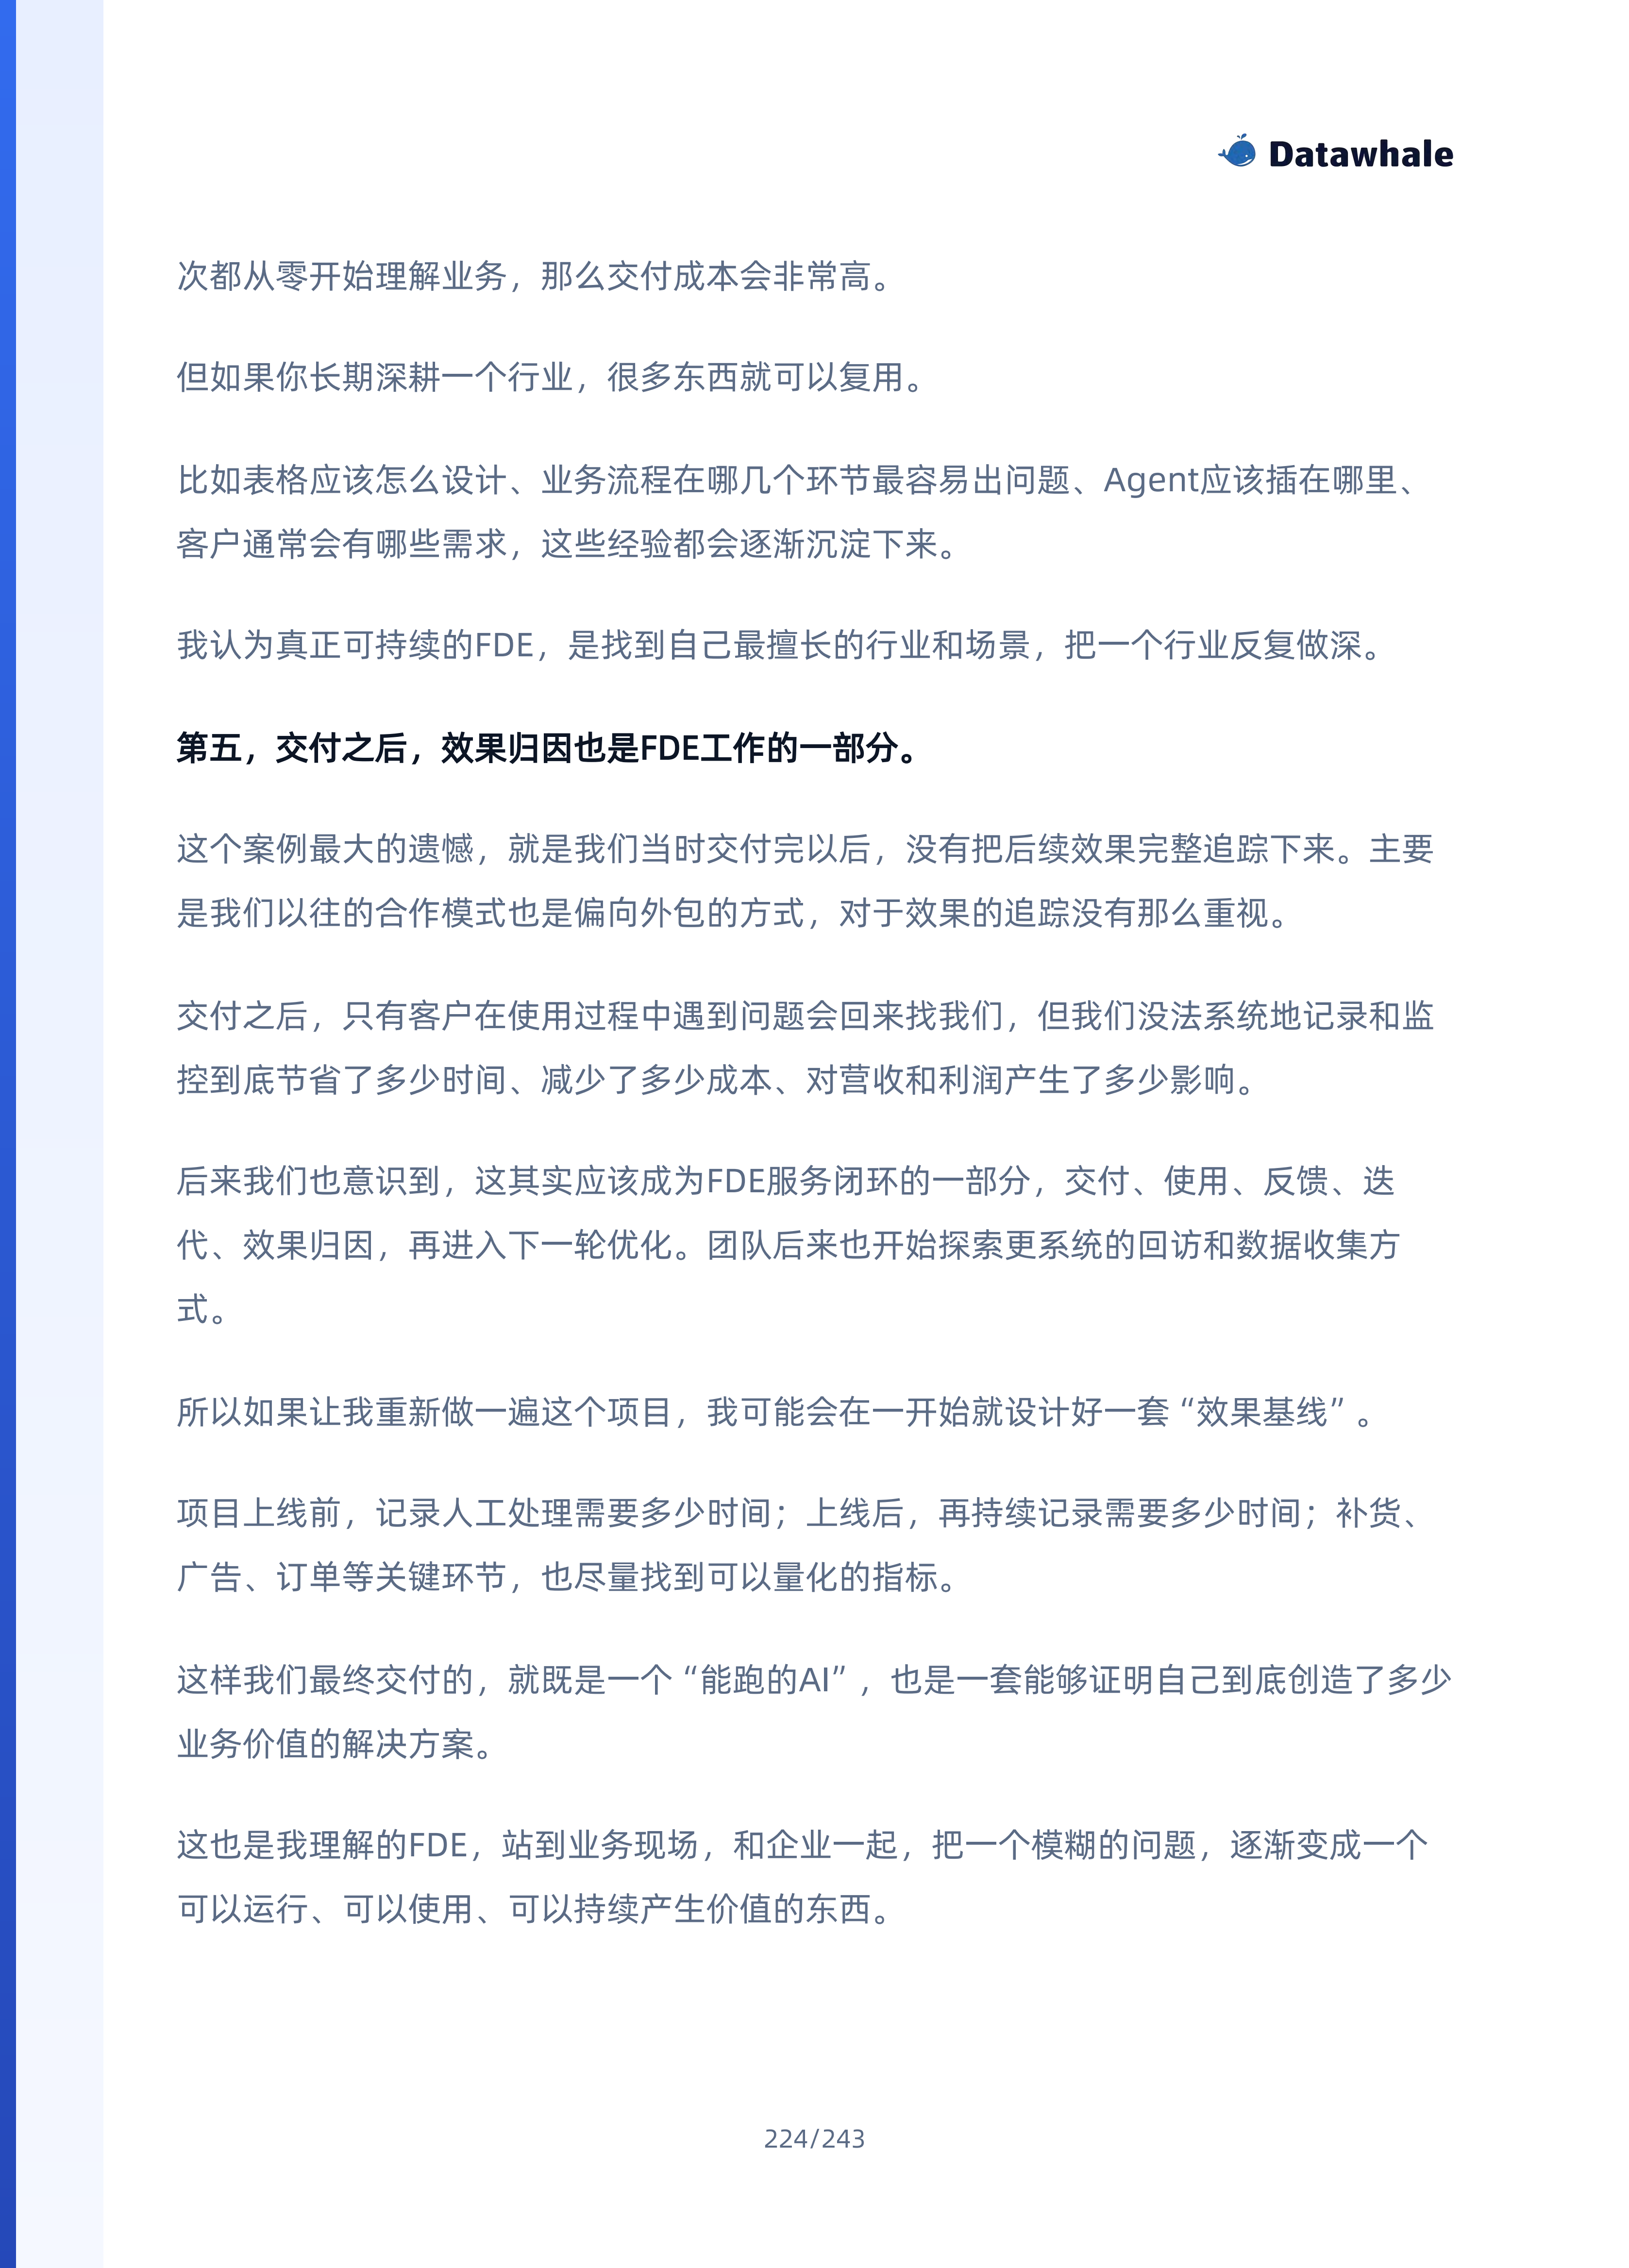 Datawhale
次都从零开始理解业务，那么交付成本会非常高。
但如果你长期深耕一个行业，很多东西就可以复用。
比如表格应该怎么设计、业务流程在哪几个环节最容易出问题、Agent应该插在哪里、
客户通常会有哪些需求，这些经验都会逐渐沉淀下来。
我认为真正可持续的FDE，是找到自己最擅长的行业和场景，把一个行业反复做深。
第五，交付之后，效果归因也是FDE工作的一部分。
这个案例最大的遗憾，就是我们当时交付完以后，没有把后续效果完整追踪下来。主要
是我们以往的合作模式也是偏向外包的方式，对于效果的追踪没有那么重视。
交付之后，只有客户在使用过程中遇到问题会回来找我们，但我们没法系统地记录和监
控到底节省了多少时间、减少了多少成本、对营收和利润产生了多少影响。
后来我们也意识到，这其实应该成为FDE服务闭环的一部分，交付、使用、反馈、迭
代、效果归因，再进入下一轮优化。团队后来也开始探索更系统的回访和数据收集方
式。
所以如果让我重新做一遍这个项目，我可能会在一开始就设计好一套“效果基线”。
项目上线前，记录人工处理需要多少时间；上线后，再持续记录需要多少时间；补货、
广告、订单等关键环节，也尽量找到可以量化的指标。
这样我们最终交付的，就既是一个“能跑的AI”，也是一套能够证明自己到底创造了多少
业务价值的解决方案。
这也是我理解的FDE，站到业务现场，和企业一起，把一个模糊的问题，逐渐变成一个
可以运行、可以使用、可以持续产生价值的东西。
224/243